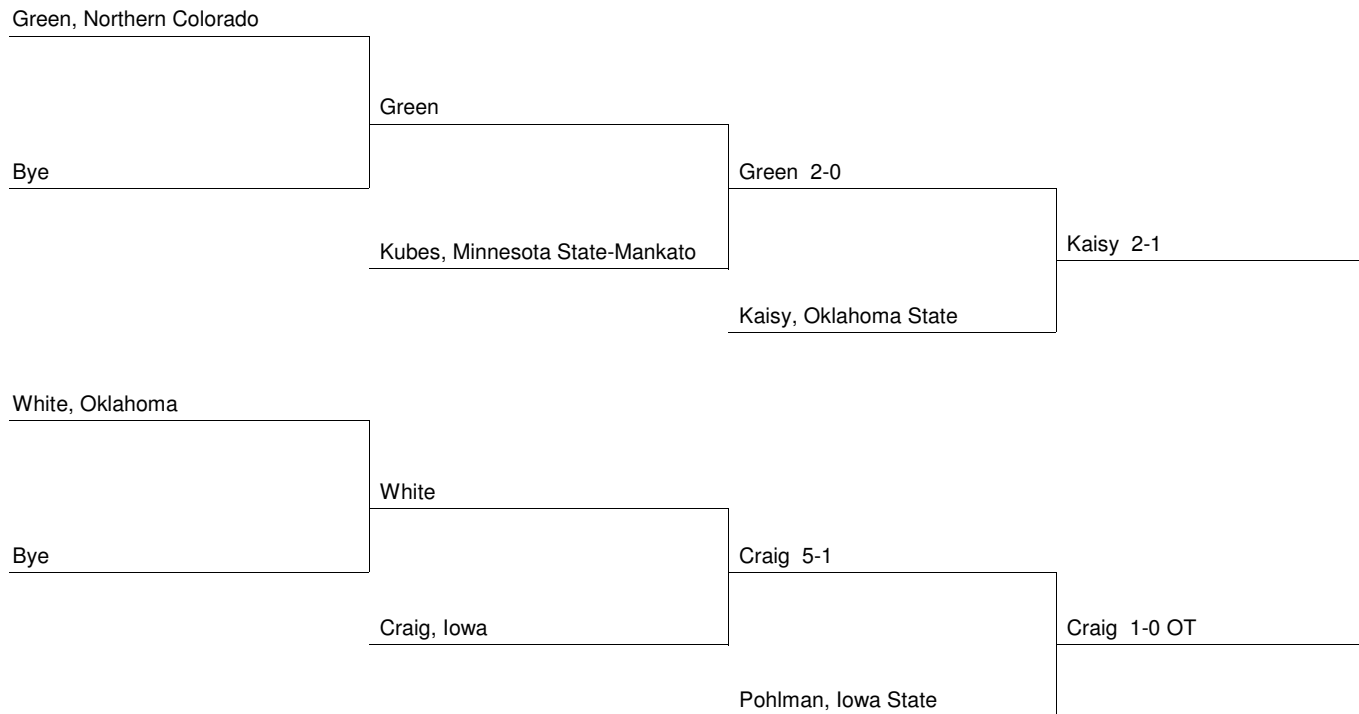 Green, Northern Colorado
Green
Bye
Green  2-0
Kubes, Minnesota State-Mankato
Kaisy  2-1
Kaisy, Oklahoma State
White, Oklahoma
White
Bye
Craig  5-1
Craig, Iowa
Craig  1-0 OT
Pohlman, Iowa State